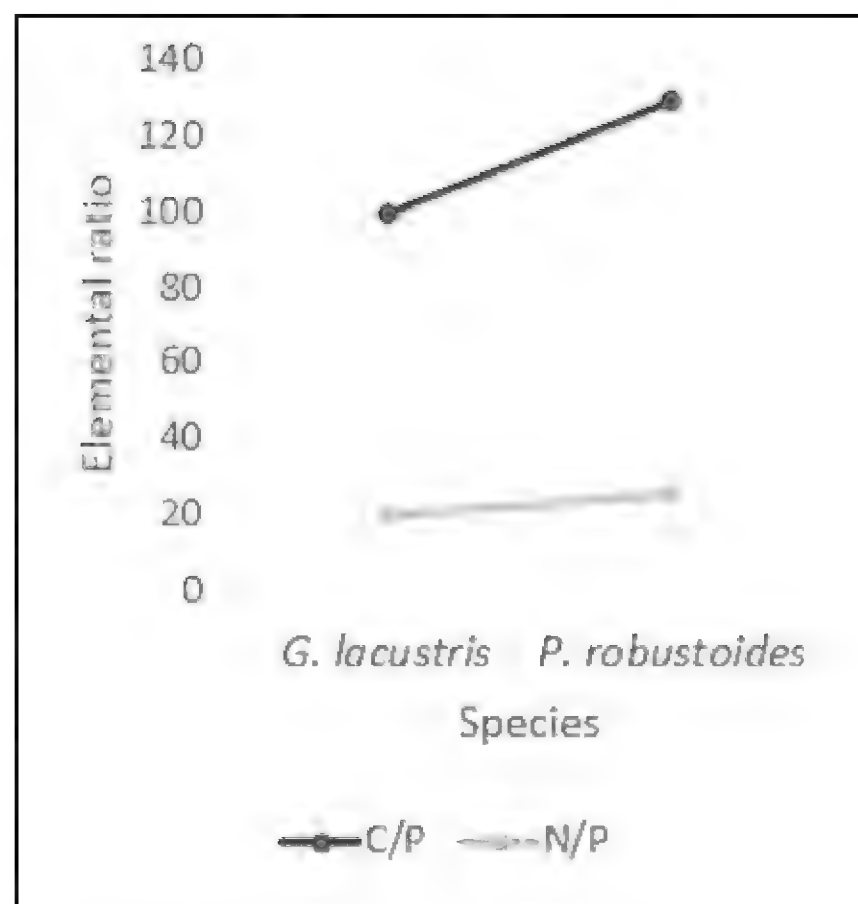 140
120
100
80
60
40
20
0
Elemental ratio
G. lacustris P. robustoides
Species
C/P N/P